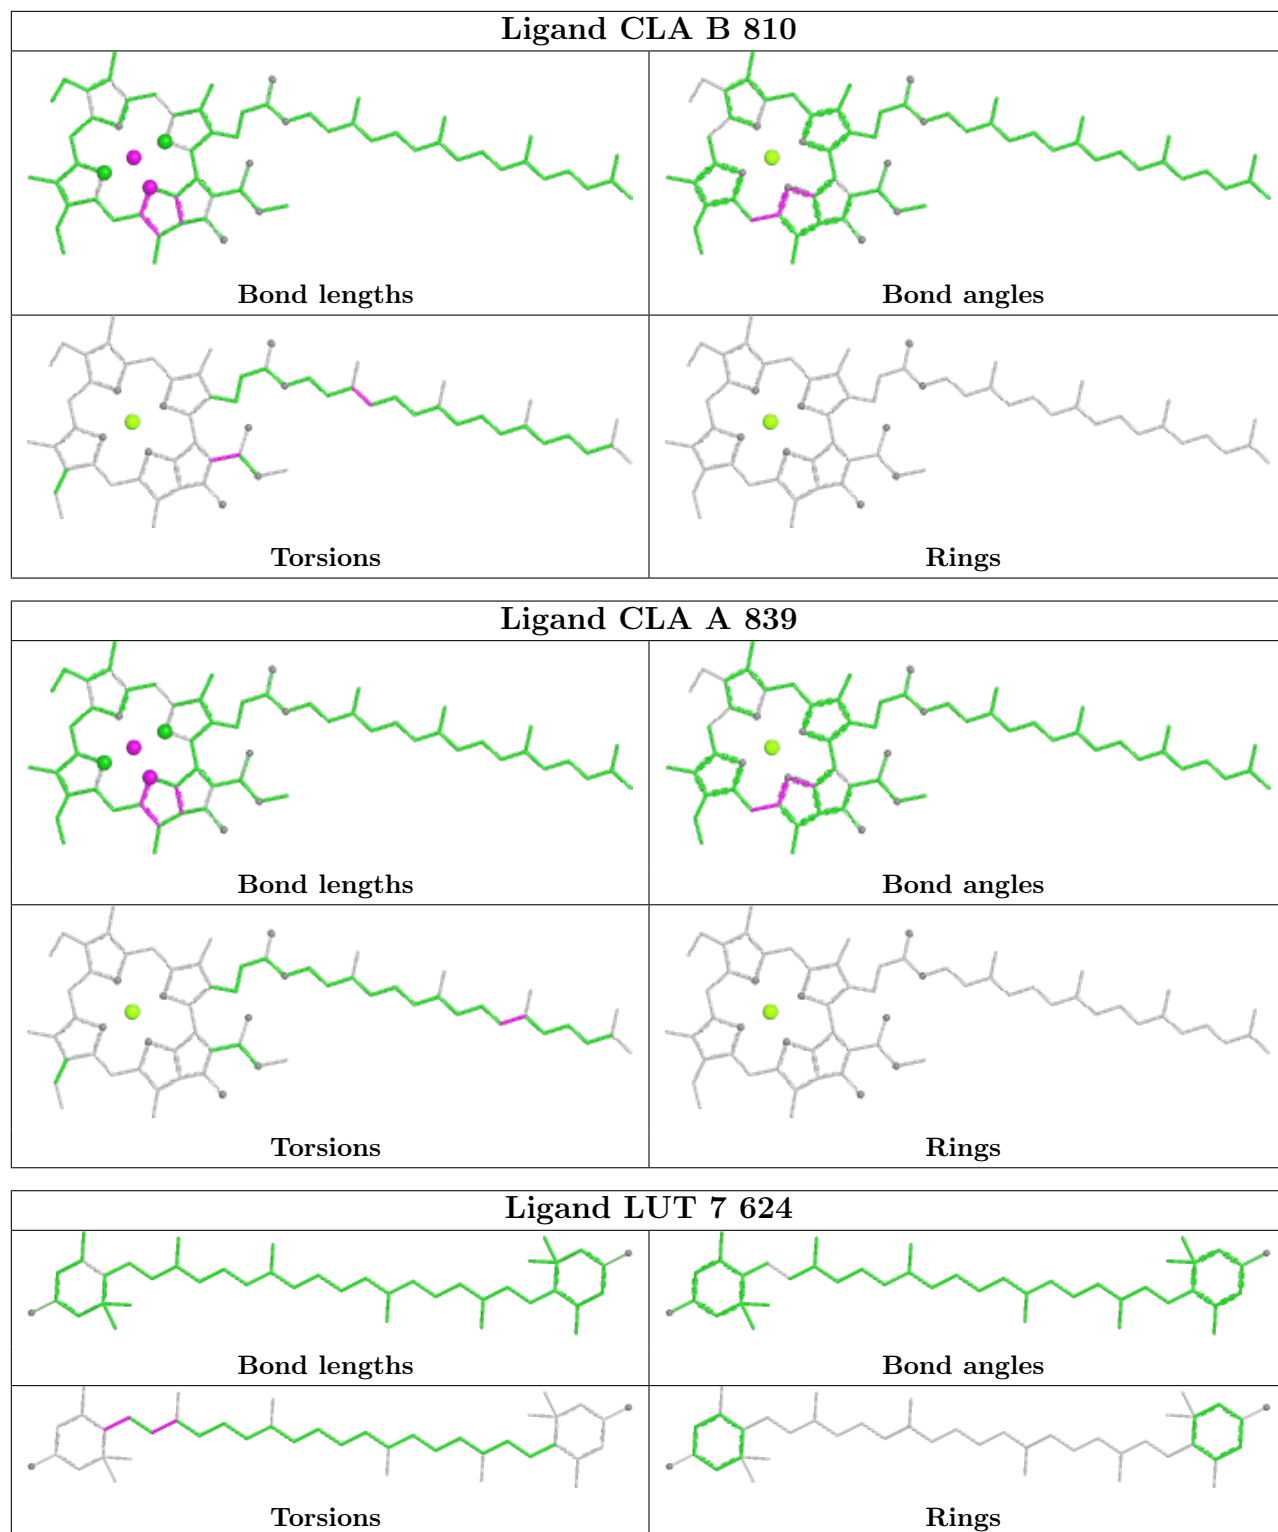 Ligand CLA B 810
Bond lengths
Bond angles
Torsions
Rings
Ligand CLA A 839
Bond lengths
Bond angles
Torsions
Rings
Ligand LUT 7 624
Bond lengths
Bond angles
Torsions
Rings